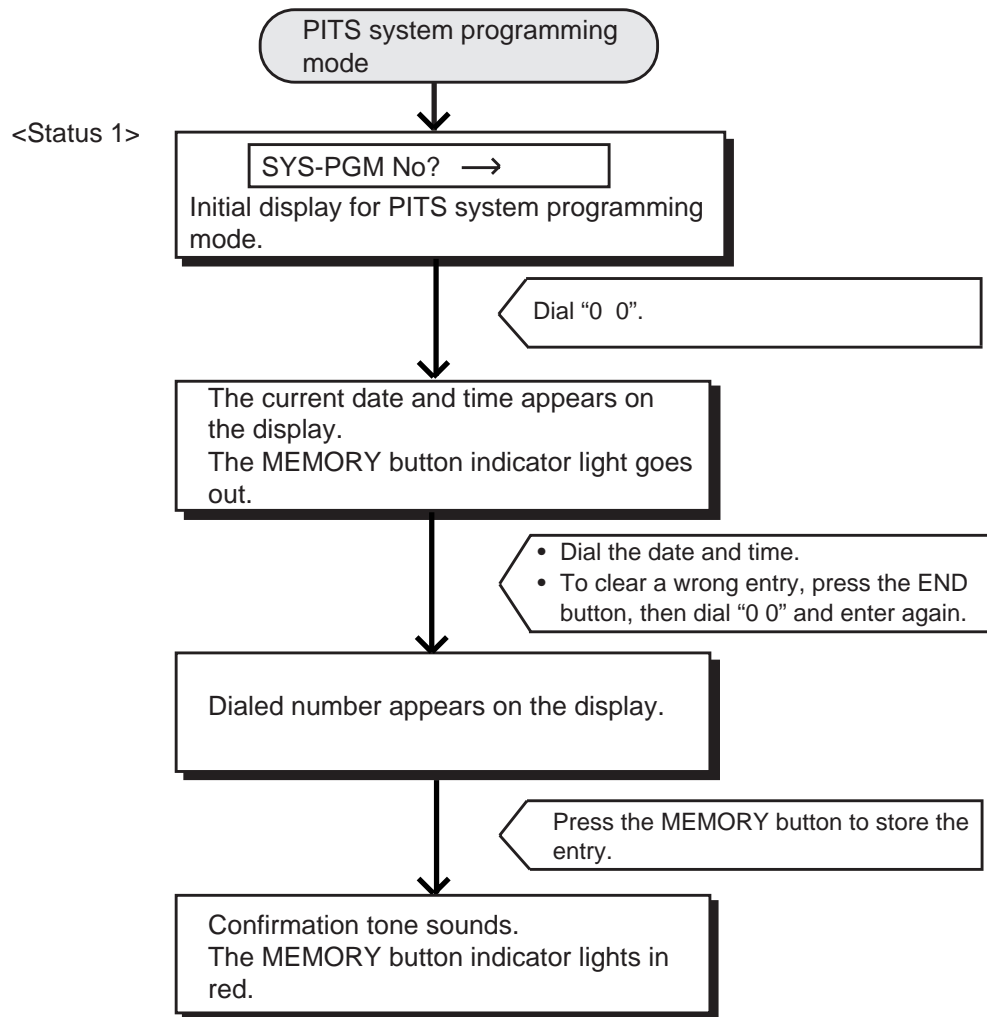 PITS system programming
mode
<Status 1>
SYS-PGM No? →
Initial display for PITS system programming
mode.
Dial “0 0”.
The current date and time appears on
the display.
The MEMORY button indicator light goes
out.
• Dial the date and time.
• To clear a wrong entry, press the END
button, then dial “0 0” and enter again.
Dialed number appears on the display.
Press the MEMORY button to store the
entry.
Confirmation tone sounds.
The MEMORY button indicator lights in
red.